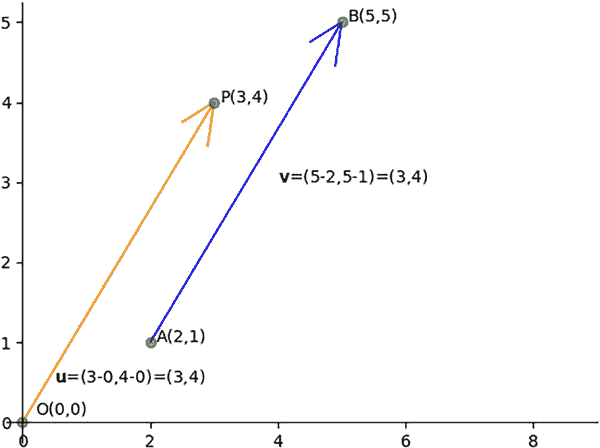 5
B(5,5)
4
P(3,4)
3
v=(5-2,5-1)=(3,4)
2
1
A(2,1)
u=(3-0,4-0)=(3,4)
0
O(0,0)
0 2 4 6 8